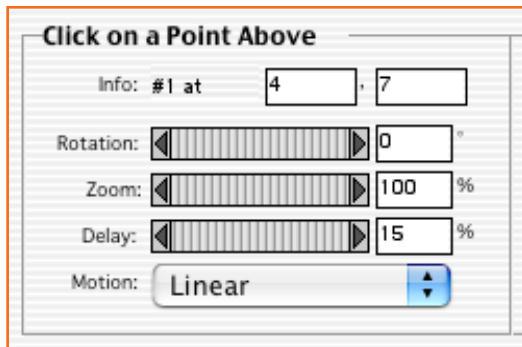 Click on a Point Above
Info: #1 at 4 , 7
Rotation: 0 °
Zoom: 100 %
Delay: 15 %
Motion: Linear